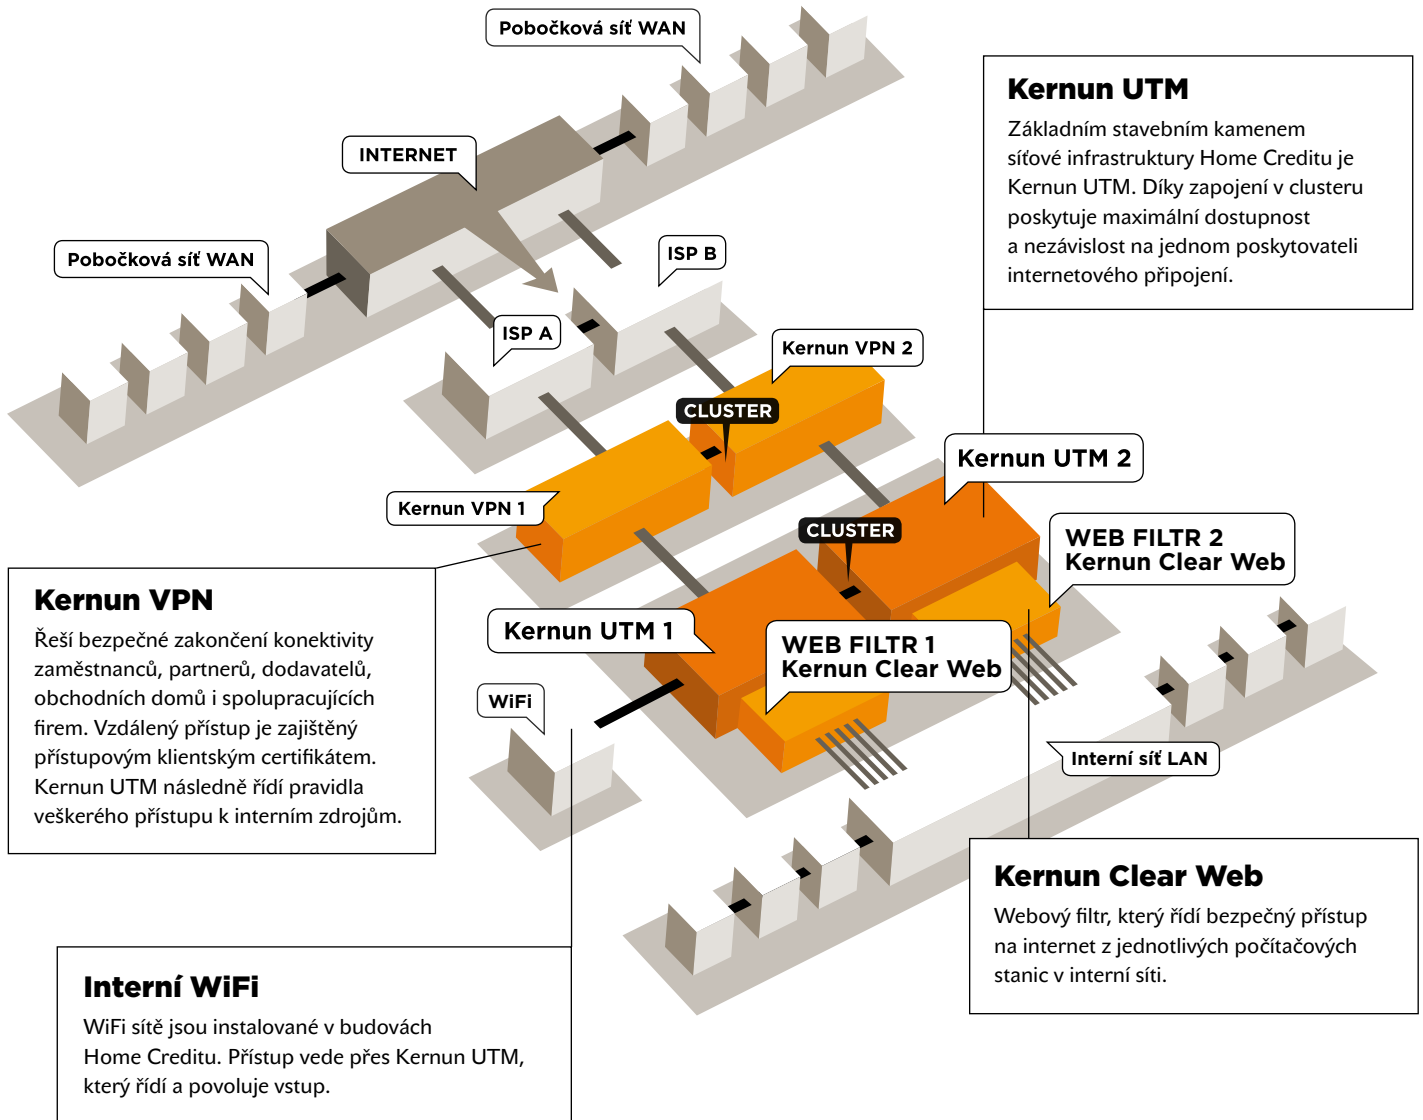 Pobočková síť WAN
Kernun UTM
Základním stavebním kamenem
síťové infrastruktury Home Creditu je
Kernun UTM. Díky zapojení v clusteru
poskytuje maximální dostupnost
a nezávislost na jednom poskytovateli
internetového připojení.
INTERNET
Pobočková síť WAN
ISP B
ISP A
Kernun VPN 2
CLUSTER
Kernun UTM 2
Kernun VPN 1
CLUSTER
WEB FILTR 2
Kernun Clear Web
Kernun VPN
Řeší bezpečné zakončení konektivity
zaměstnanců, partnerů, dodavatelů,
obchodních domů i spolupracujících
firem. Vzdálený přístup je zajištěný
přístupovým klientským certifikátem.
Kernun UTM následně řídí pravidla
veškerého přístupu k interním zdrojům.
Kernun UTM 1
WEB FILTR 1
Kernun Clear Web
WiFi
Interní síť LAN
Kernun Clear Web
Webový filtr, který řídí bezpečný přístup
na internet z jednotlivých počítačových
stanic v interní síti.
Interní WiFi
WiFi sítě jsou instalované v budovách
Home Creditu. Přístup vede přes Kernun UTM,
který řídí a povoluje vstup.